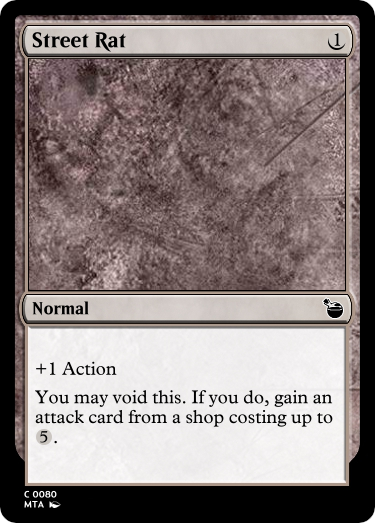 Street Rat 1
Normal
+1 Action
You may void this. If you do, gain an
attack card from a shop costing up to
5.
C 0080
MTA